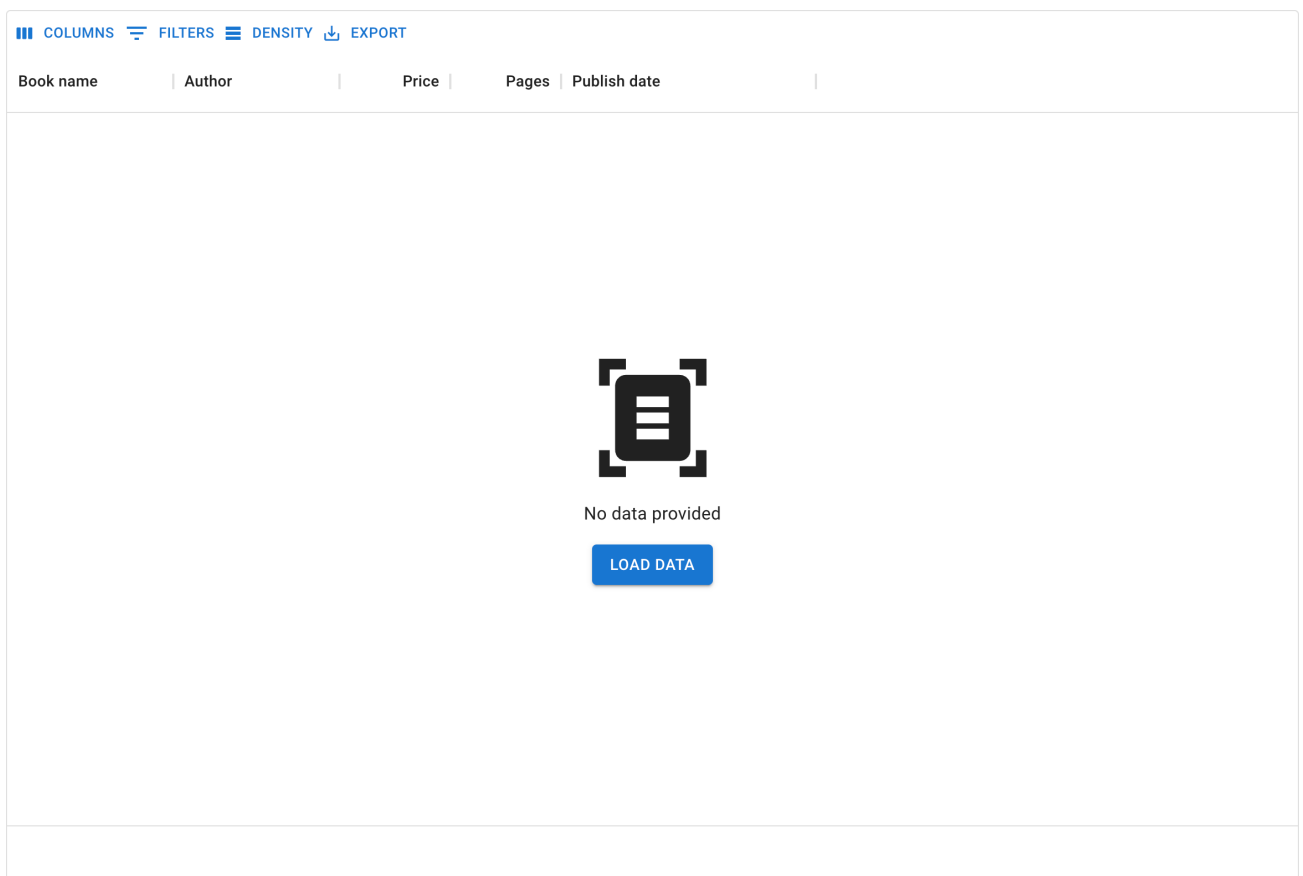 COLUMNS FILTERS DENSITY EXPORT
Book name Author Price Pages Publish date
No data provided
LOAD DATA